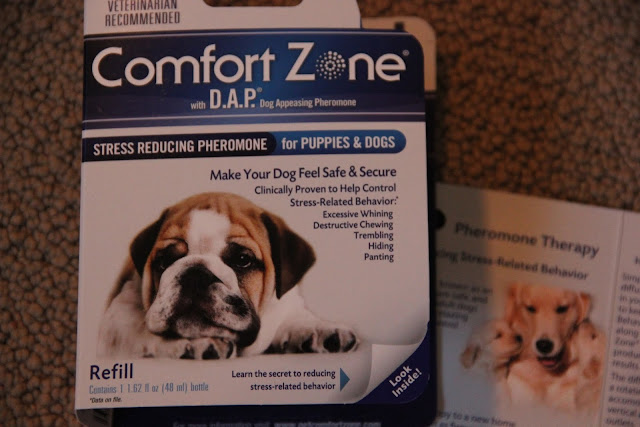 VETERINARIAN
RECOMMENDED
Comfort Zone®
with D.A.P.® Dog Appeasing Pheromone
STRESS REDUCING PHEROMONE for PUPPIES & DOGS
Make Your Dog Feel Safe & Secure
Clinically Proven to Help Control
Stress-Related Behavior:*
Excessive Whining
Destructive Chewing
Trembling
Hiding
Panting
Refill
Contains 1 1.62 fl oz (48 ml) bottle
*Data on file.
Learn the secret to reducing
stress-related behavior
Look
Inside!
Pheromone Therapy
Stress-Related Behavior